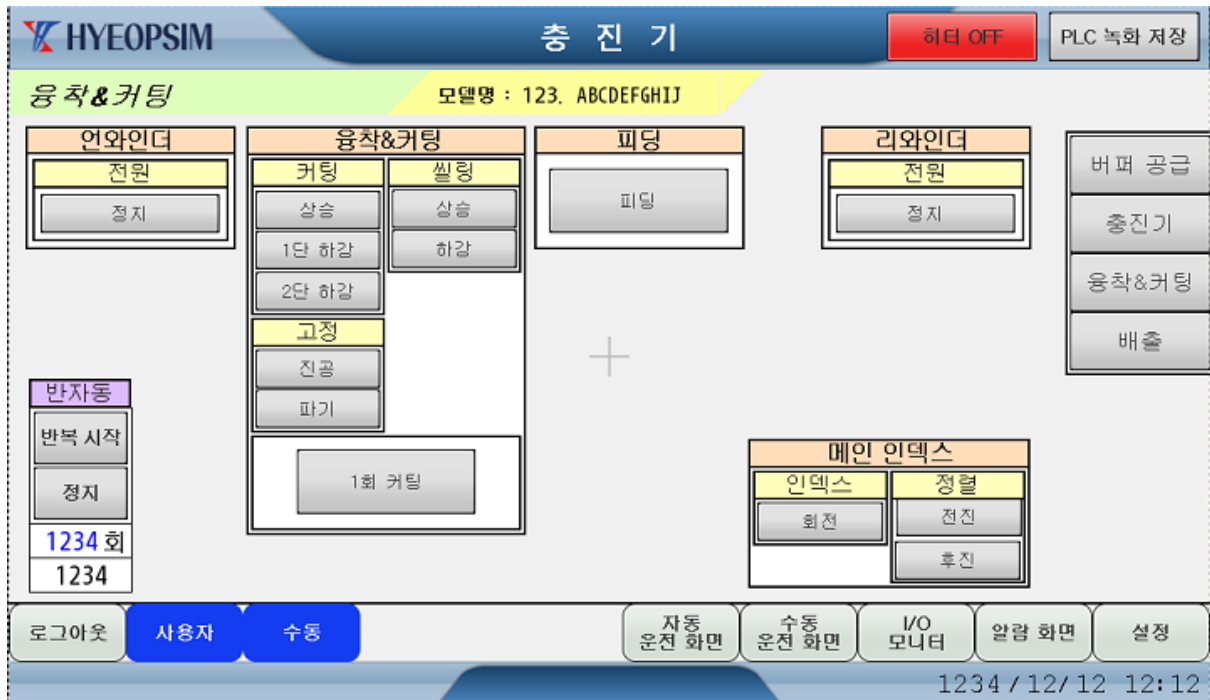 HYEOPSIM
충 진 기
히터 OFF
PLC 녹화 저장
융착&커팅
모델명 : 123. ABCDEFGHIJ
언와인더
전원
정지
융착&커팅
커팅
상승
1단 하강
2단 하강
씰링
상승
하강
고정
진공
파기
1회 커팅
피딩
피딩
리와인더
전원
정지
버퍼 공급
충진기
융착&커팅
배출
반자동
반복 시작
정지
1234 회
1234
메인 인덱스
인덱스
회전
정렬
전진
후진
로그아웃
사용자
수동
자동
운전 화면
수동
운전 화면
I/O
모니터
알람 화면
설정
1234/12/12 12:12